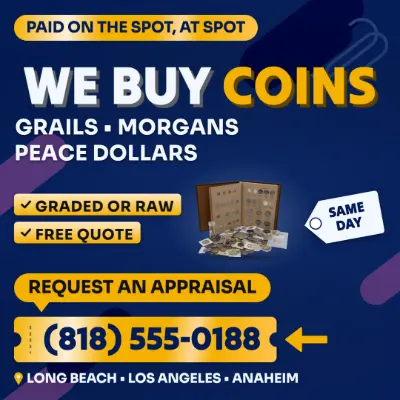 PAID ON THE SPOT, AT SPOT
WE BUY COINS
GRAILS ▪ MORGANS
PEACE DOLLARS
✓ GRADED OR RAW
✓ FREE QUOTE
SAME
DAY
REQUEST AN APPRAISAL
(818) 555-0188
LONG BEACH ▪ LOS ANGELES ▪ ANAHEIM